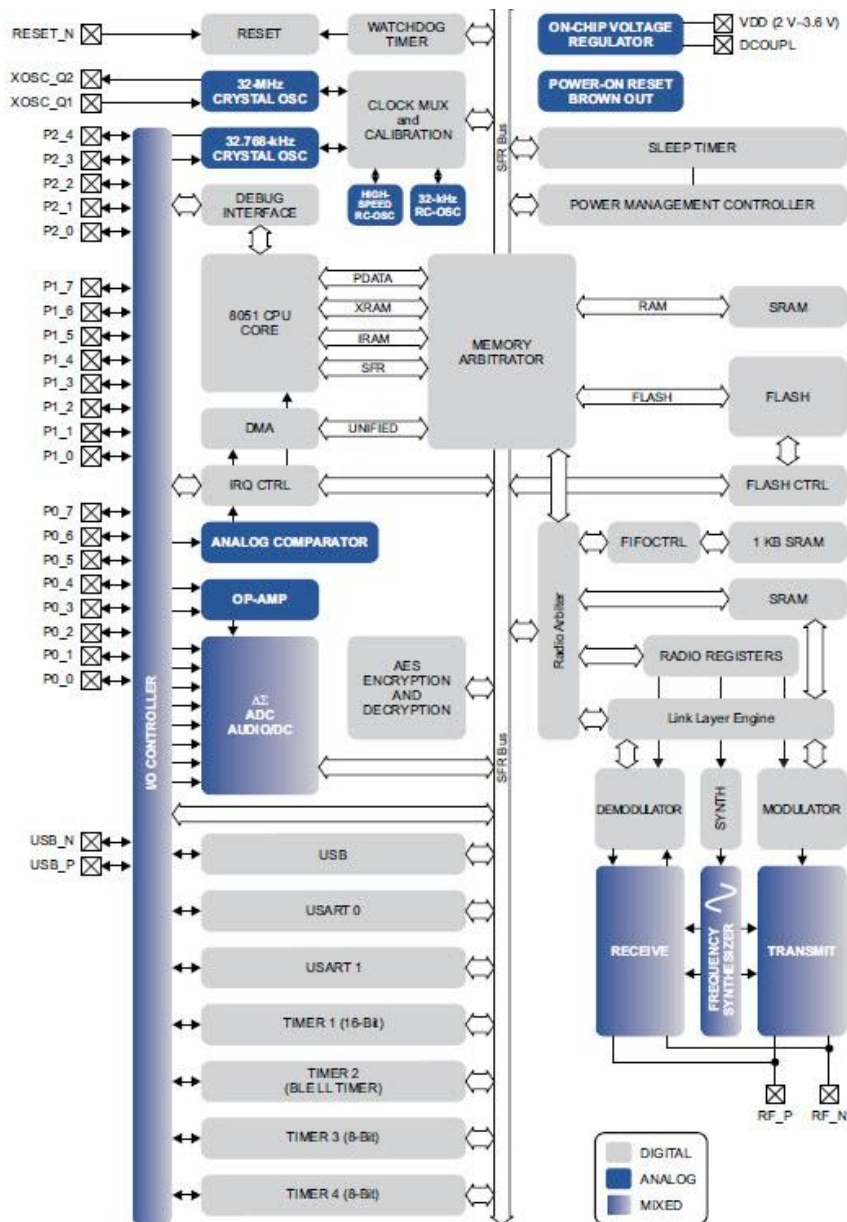 RESET_N
RESET
WATCHDOG
TIMER
ON-CHIP VOLTAGE
REGULATOR
VDD (2 V–3.6 V)
DCOUPL
XOSC_Q2
XOSC_Q1
32-MHz
CRYSTAL OSC
CLOCK MUX
and
CALIBRATION
POWER-ON RESET
BROWN OUT
SFR Bus
P2_4
P2_3
P2_2
P2_1
P2_0
32.768-kHz
CRYSTAL OSC
HIGH-
SPEED
RC-OSC
32-kHz
RC-OSC
SLEEP TIMER
POWER MANAGEMENT CONTROLLER
DEBUG
INTERFACE
P1_7
P1_6
P1_5
P1_4
P1_3
P1_2
P1_1
P1_0
8051 CPU
CORE
PDATA
XRAM
IRAM
SFR
MEMORY
ARBITRATOR
RAM
SRAM
FLASH
FLASH
DMA
UNIFIED
IRQ CTRL
FLASH CTRL
P0_7
P0_6
P0_5
P0_4
P0_3
P0_2
P0_1
P0_0
ANALOG COMPARATOR
OP-AMP
ΔΣ
ADC
AUDIO/DC
AES
ENCRYPTION
AND
DECRYPTION
Radio Arbiter
FIFOCTRL
1 KB SRAM
SRAM
RADIO REGISTERS
Link Layer Engine
I/O CONTROLLER
SFR Bus
DEMODULATOR
SYNTH
MODULATOR
USB_N
USB_P
USB
USART 0
USART 1
TIMER 1 (16-Bit)
TIMER 2
(BLE LL TIMER)
TIMER 3 (8-Bit)
TIMER 4 (8-Bit)
RECEIVE
FREQUENCY
SYNTHESIZER
TRANSMIT
RF_P
RF_N
DIGITAL
ANALOG
MIXED